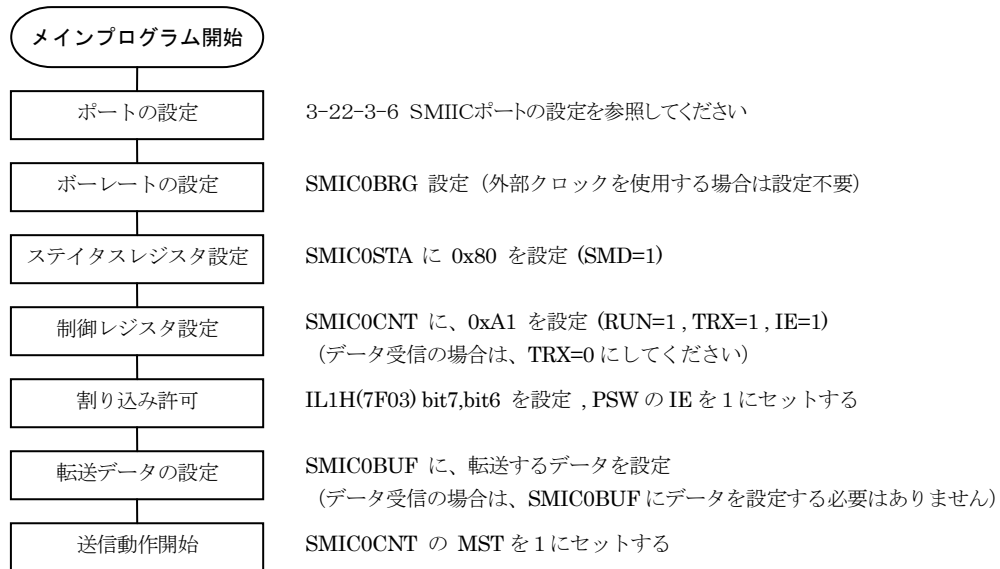 メインプログラム開始
ポートの設定
3-22-3-6 SMIICポートの設定を参照してください
ボーレートの設定
SMIC0BRG 設定（外部クロックを使用する場合は設定不要）
ステイタスレジスタ設定
SMIC0STA に 0x80 を設定 (SMD=1)
制御レジスタ設定
SMIC0CNT に、0xA1 を設定 (RUN=1 , TRX=1 , IE=1)
（データ受信の場合は、TRX=0 にしてください）
割り込み許可
IL1H(7F03) bit7,bit6 を設定 , PSW の IE を 1 にセットする
転送データの設定
SMIC0BUF に、転送するデータを設定
（データ受信の場合は、SMIC0BUF にデータを設定する必要はありません）
送信動作開始
SMIC0CNT の MST を 1 にセットする